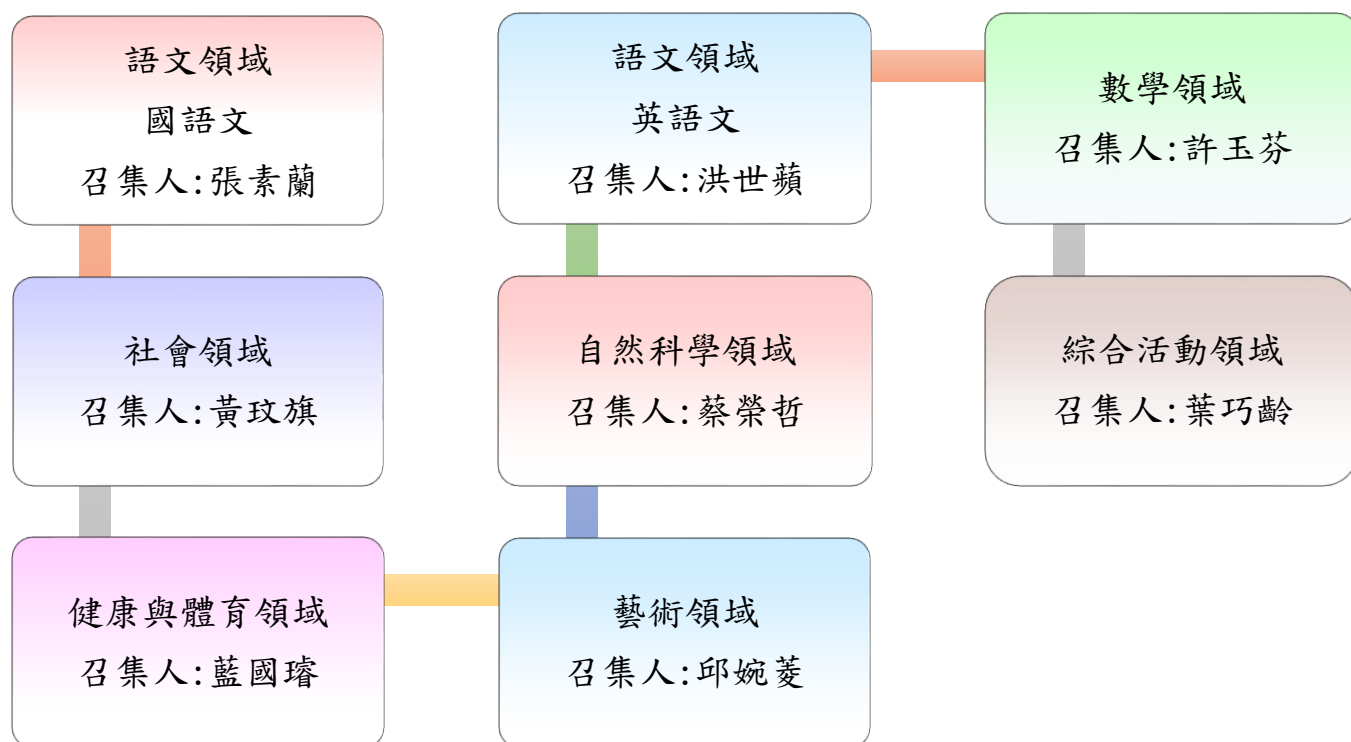 語文領域
國語文
召集人:張素蘭
社會領域
召集人:黃玟旗
健康與體育領域
召集人:藍國璿
藝術領域
召集人:邱婉菱
自然科學領域
召集人:蔡榮哲
語文領域
英語文
召集人:洪世蘋
數學領域
召集人:許玉芬
綜合活動領域
召集人:葉巧齡